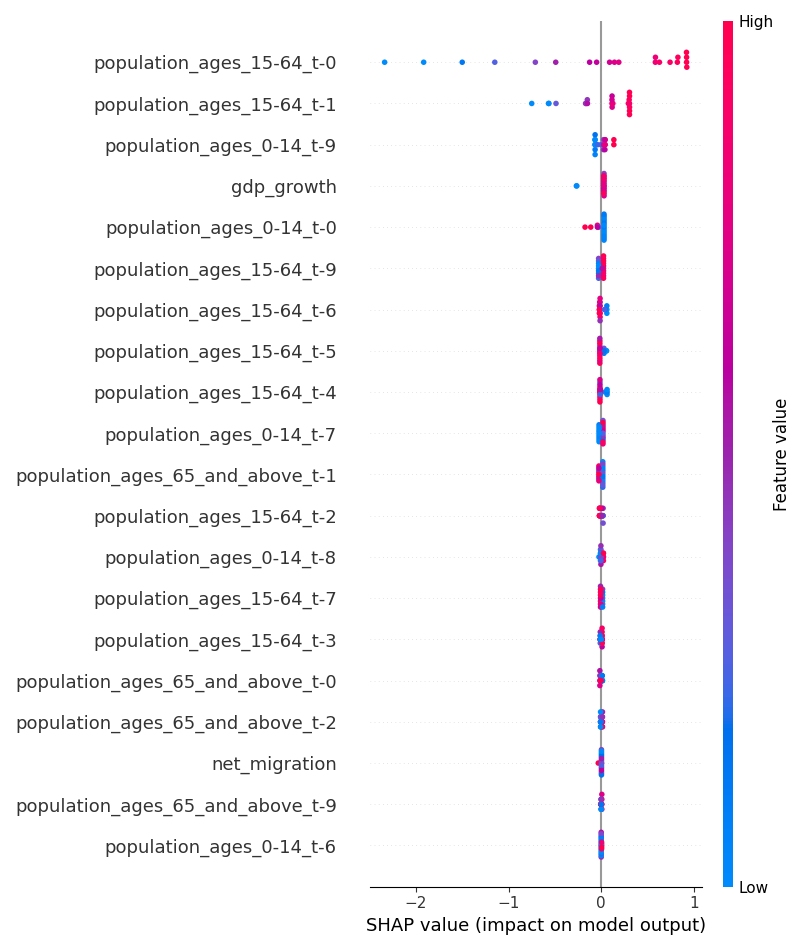 High
population_ages_15-64_t-0
population_ages_15-64_t-1
population_ages_0-14_t-9
gdp_growth
population_ages_0-14_t-0
population_ages_15-64_t-9
population_ages_15-64_t-6
population_ages_15-64_t-5
population_ages_15-64_t-4
population_ages_0-14_t-7
population_ages_65_and_above_t-1
population_ages_15-64_t-2
population_ages_0-14_t-8
population_ages_15-64_t-7
population_ages_15-64_t-3
population_ages_65_and_above_t-0
population_ages_65_and_above_t-2
net_migration
population_ages_65_and_above_t-9
population_ages_0-14_t-6
Feature value
Low
−2 −1 0 1
SHAP value (impact on model output)